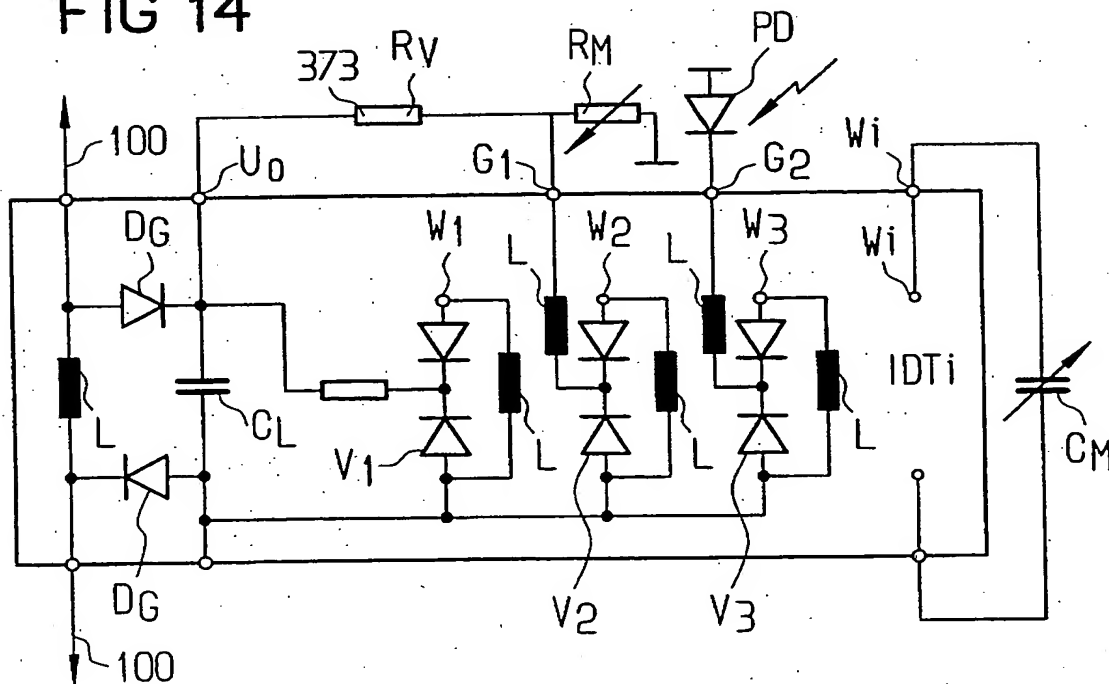 FIG 14
PD
373 RV RM
100 U0 G1 G2 Wi
DG W1 W2 W3 Wi
L L
IDTi
L CL V1 L L L CM
DG V2 V3
100